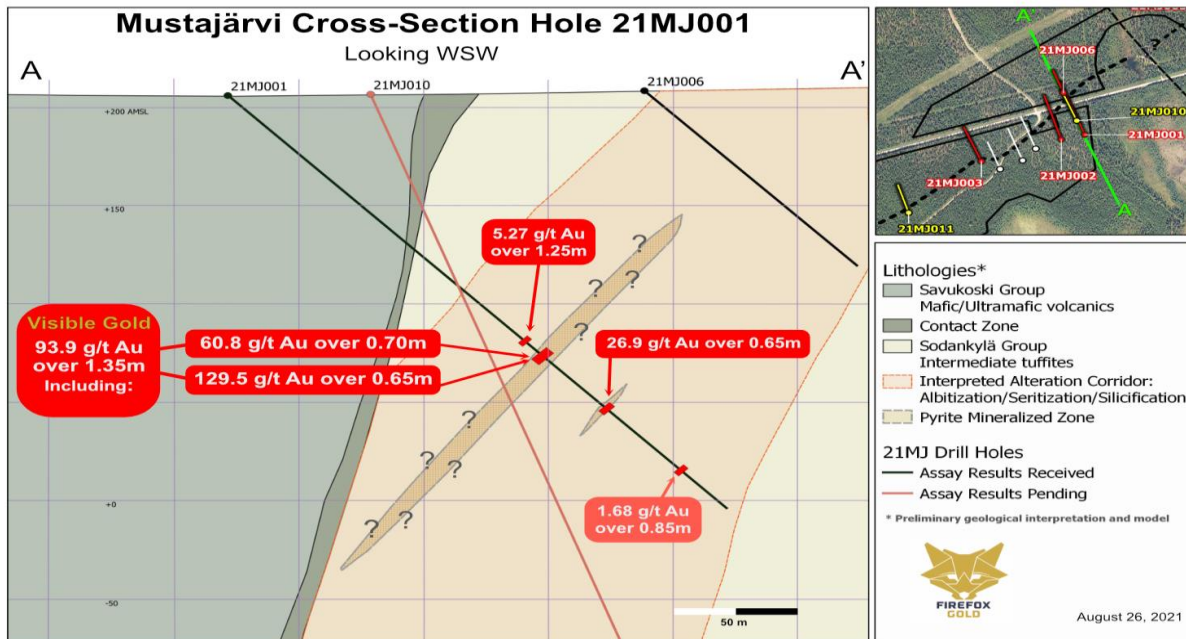 Mustajärvi Cross-Section Hole 21MJ001
Looking WSW
A
A'
21MJ001
21MJ010
21MJ006
+200 AMSL
+150
+0
-50
5.27 g/t Au
over 1.25m
Visible Gold
93.9 g/t Au
over 1.35m
Including:
60.8 g/t Au over 0.70m
129.5 g/t Au over 0.65m
26.9 g/t Au over 0.65m
1.68 g/t Au
over 0.85m
?
?
?
?
?
?
?
?
?
50 m
A'
21MJ006
?
21MJ010
21MJ001
21MJ002
21MJ003
21MJ011
A
Lithologies*
Savukoski Group
Mafic/Ultramafic volcanics
Contact Zone
Sodankylä Group
Intermediate tuffites
Interpreted Alteration Corridor:
Albitization/Seritization/Silicification
Pyrite Mineralized Zone
21MJ Drill Holes
Assay Results Received
Assay Results Pending
* Preliminary geological interpretation and model
FIREFOX
GOLD
August 26, 2021